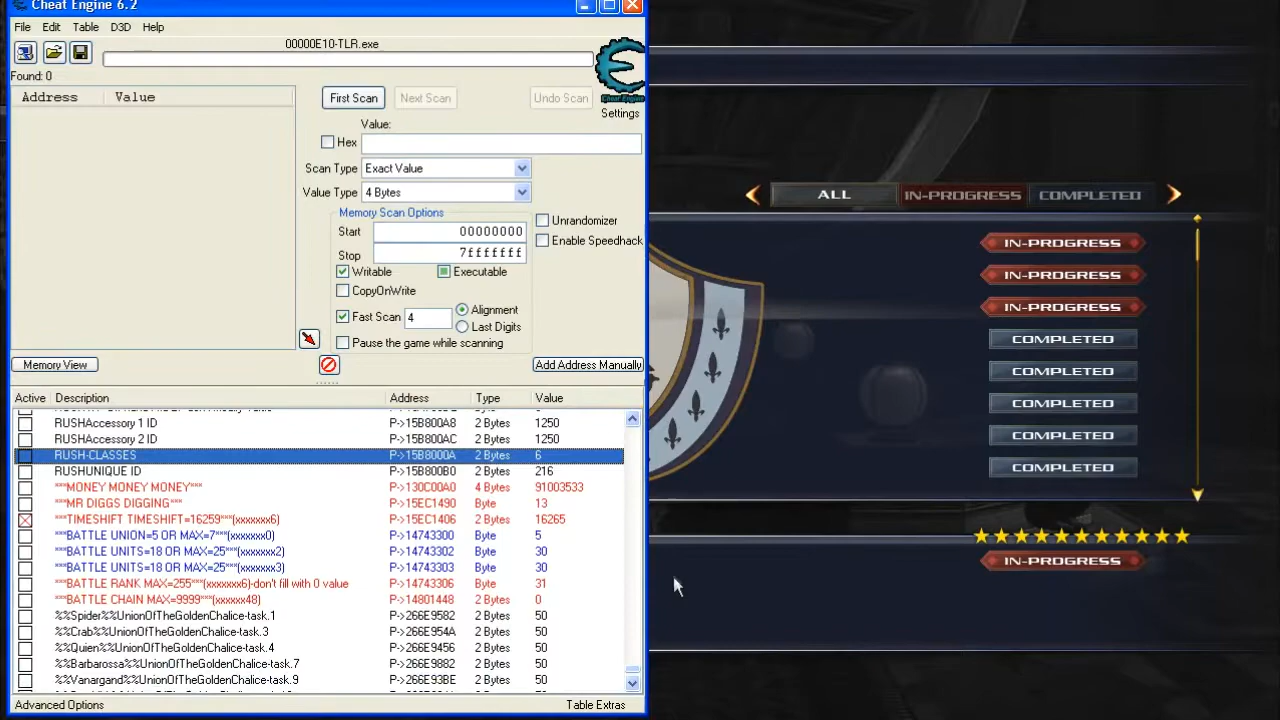 Cheat Engine 6.2
File Edit Table D3D Help
00000E10-TLR.exe
Found: 0
Address Value
First Scan Next Scan Undo Scan
Cheat Engine
Settings
Value:
Hex
Scan Type Exact Value
Value Type 4 Bytes
Memory Scan Options
Start 00000000
Stop 7fffffff
Unrandomizer
Enable Speedhack
Writable Executable
CopyOnWrite
Fast Scan 4 Alignment
Last Digits
Pause the game while scanning
Memory View Add Address Manually
Active Description Address Type Value
RUSHAccessory 1 ID P->15B800A8 2 Bytes 1250
RUSHAccessory 2 ID P->15B800AC 2 Bytes 1250
RUSH-CLASSES P->15B8000A 2 Bytes 6
RUSHUNIQUE ID P->15B800B0 2 Bytes 216
***MONEY MONEY MONEY*** P->130C00A0 4 Bytes 91003533
***MR DIGGS DIGGING*** P->15EC1490 Byte 13
***TIMESHIFT TIMESHIFT=16259***(xxxxxxx6) P->15EC1406 2 Bytes 16265
***BATTLE UNION=5 OR MAX=7***(xxxxxxx0) P->14743300 Byte 5
***BATTLE UNITS=18 OR MAX=25***(xxxxxxx2) P->14743302 Byte 30
***BATTLE UNITS=18 OR MAX=25***(xxxxxxx3) P->14743303 Byte 30
***BATTLE RANK MAX=255***(xxxxxxx6)-don't fill with 0 value P->14743306 Byte 31
***BATTLE CHAIN MAX=9999***(xxxxxx48) P->14801448 2 Bytes 0
%%Spider%%UnionOfTheGoldenChalice-task.1 P->266E9582 2 Bytes 50
%%Crab%%UnionOfTheGoldenChalice-task.3 P->266E954A 2 Bytes 50
%%Quien%%UnionOfTheGoldenChalice-task.4 P->266E9456 2 Bytes 50
%%Barbarossa%%UnionOfTheGoldenChalice-task.7 P->266E9882 2 Bytes 50
%%Vanargand%%UnionOfTheGoldenChalice-task.9 P->266E93BE 2 Bytes 50
Advanced Options Table Extras
ALL IN-PROGRESS COMPLETED
IN-PROGRESS
IN-PROGRESS
IN-PROGRESS
COMPLETED
COMPLETED
COMPLETED
COMPLETED
COMPLETED
IN-PROGRESS